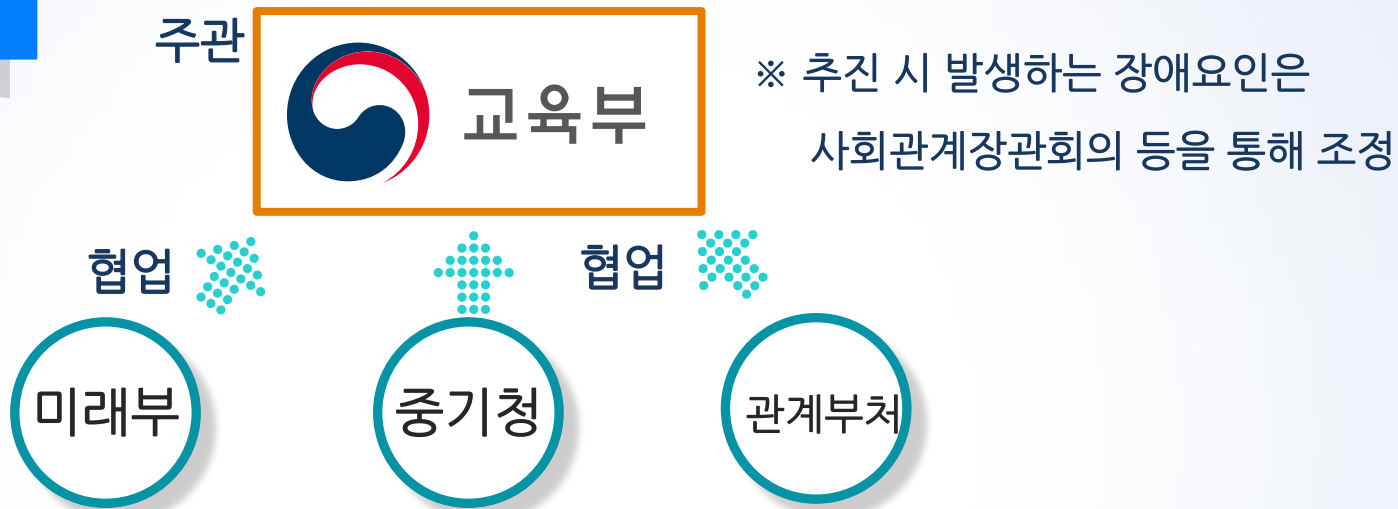 주관
교육부
※ 추진 시 발생하는 장애요인은
사회관계장관회의 등을 통해 조정
협업
협업
미래부
중기청
관계부처